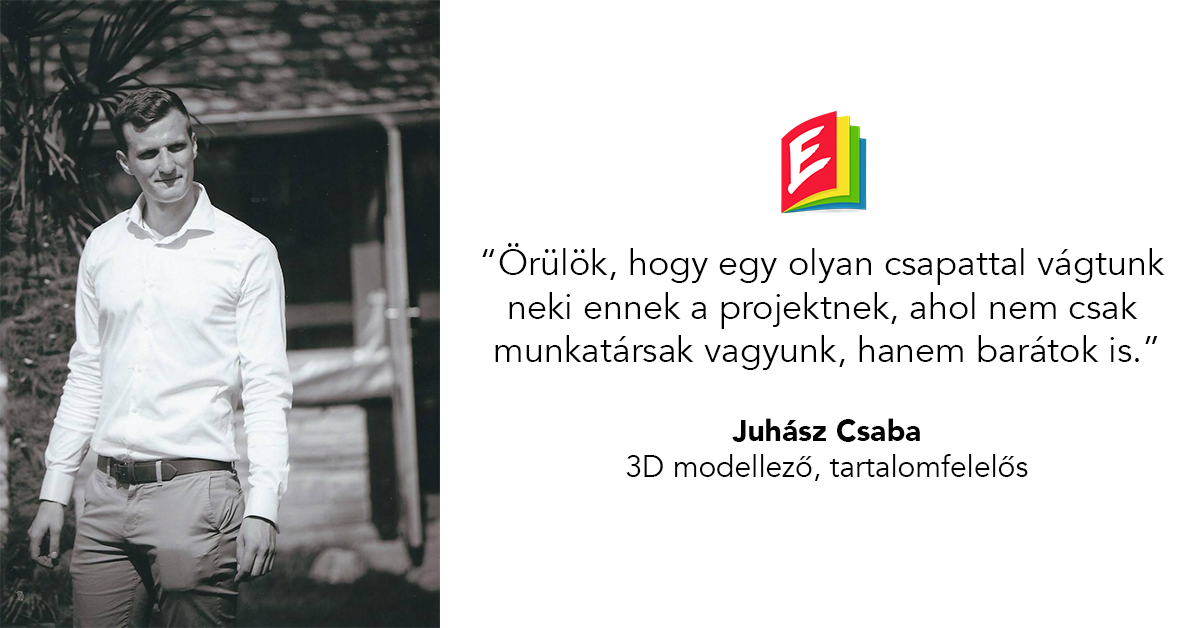 E
“Örülök, hogy egy olyan csapattal vágtunk
neki ennek a projektnek, ahol nem csak
munkatársak vagyunk, hanem barátok is.”
Juhász Csaba
3D modellező, tartalomfelelős